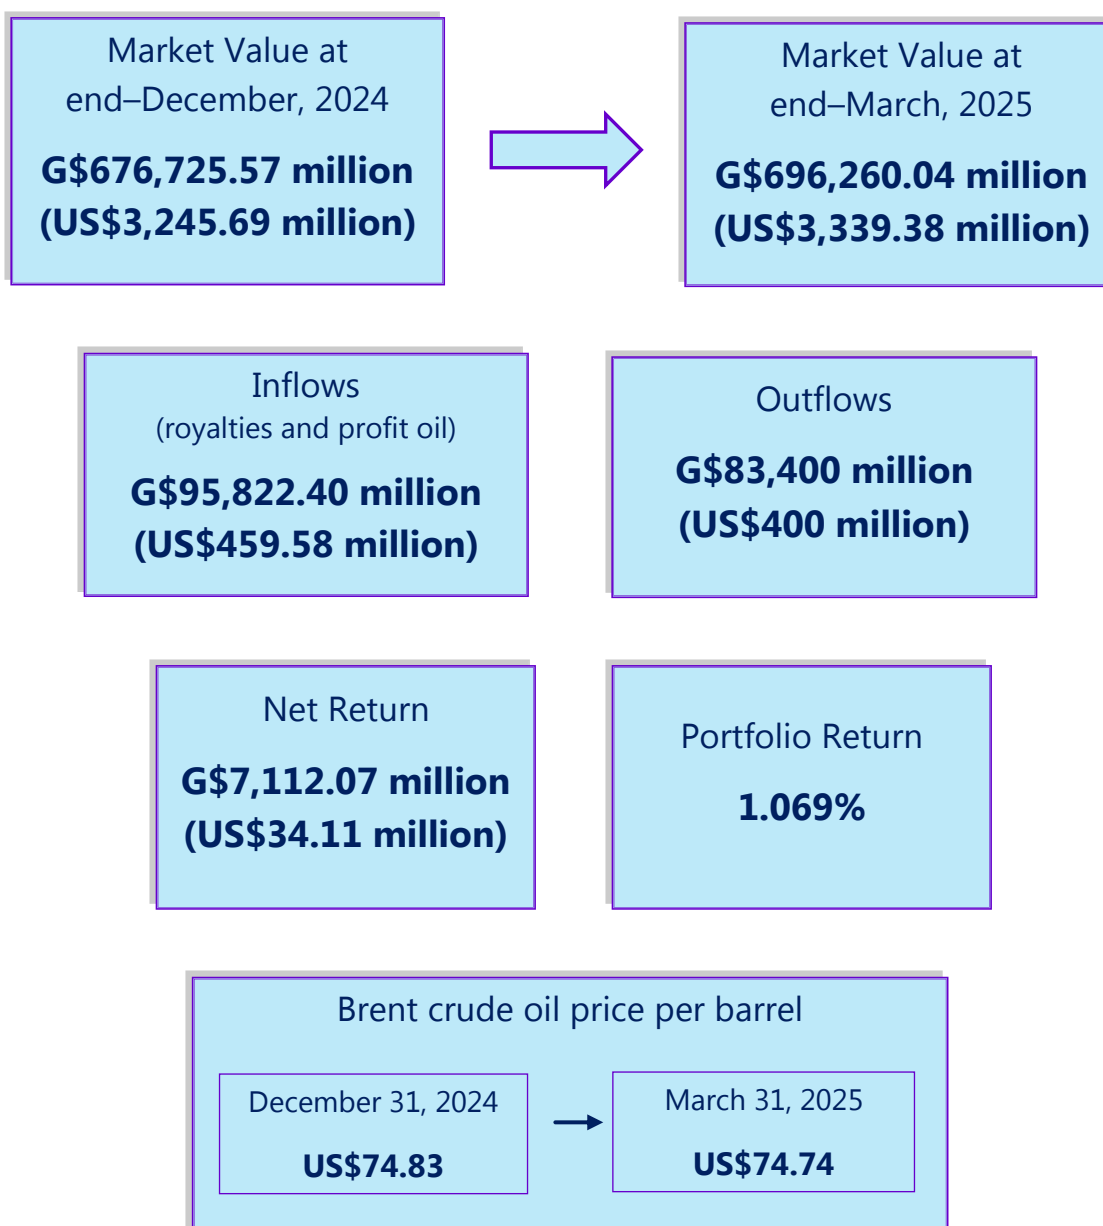 Market Value at
end–December, 2024
G$676,725.57 million
(US$3,245.69 million)
Market Value at
end–March, 2025
G$696,260.04 million
(US$3,339.38 million)
Inflows
(royalties and profit oil)
G$95,822.40 million
(US$459.58 million)
Outflows
G$83,400 million
(US$400 million)
Net Return
G$7,112.07 million
(US$34.11 million)
Portfolio Return
1.069%
Brent crude oil price per barrel
December 31, 2024
US$74.83
March 31, 2025
US$74.74